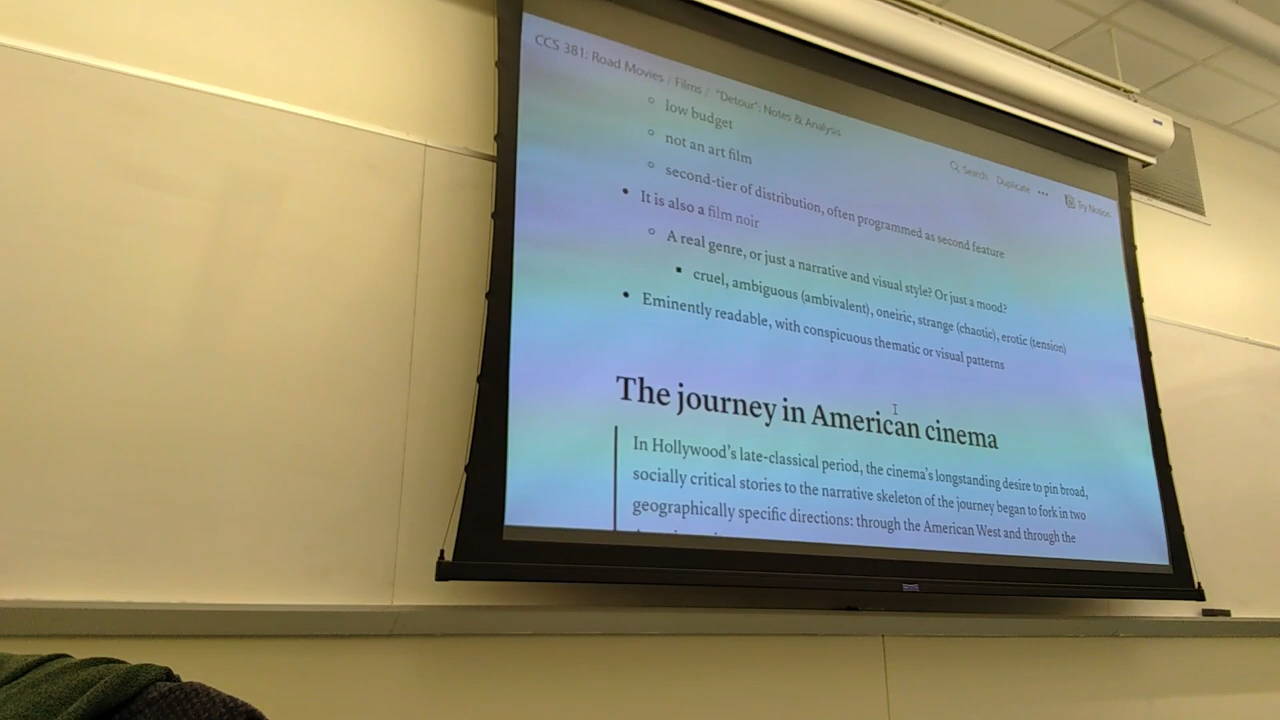 CCS 381: Road Movies / Films / "Detour": Notes & Analysis
Search Duplicate ••• Try Notion
low budget
not an art film
second-tier of distribution, often programmed as second feature
It is also a film noir
A real genre, or just a narrative and visual style? Or just a mood?
cruel, ambiguous (ambivalent), oneiric, strange (chaotic), erotic (tension)
Eminently readable, with conspicuous thematic or visual patterns
The journey in American cinema
In Hollywood's late-classical period, the cinema's longstanding desire to pin broad,
socially critical stories to the narrative skeleton of the journey began to fork in two
geographically specific directions: through the American West and through the